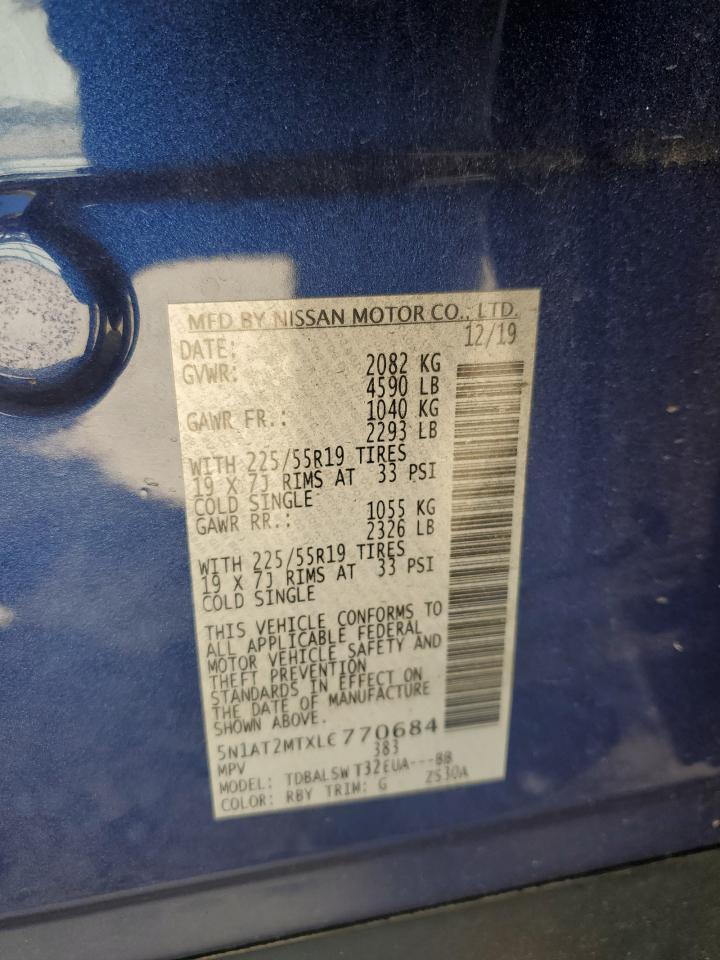 MFD BY NISSAN MOTOR CO., LTD.
DATE: 12/19
GVWR: 2082 KG
4590 LB
GAWR FR.: 1040 KG
2293 LB
WITH 225/55R19 TIRES
19 X 7J RIMS AT 33 PSI
COLD SINGLE
GAWR RR.: 1055 KG
2326 LB
WITH 225/55R19 TIRES
19 X 7J RIMS AT 33 PSI
COLD SINGLE
THIS VEHICLE CONFORMS TO
ALL APPLICABLE FEDERAL
MOTOR VEHICLE SAFETY AND
THEFT PREVENTION
STANDARDS IN EFFECT ON
THE DATE OF MANUFACTURE
SHOWN ABOVE.
5N1AT2MTXLC770684
MPV 383
MODEL: TDBALSW T32EUA---BB
COLOR: RBY TRIM: G ZS30A